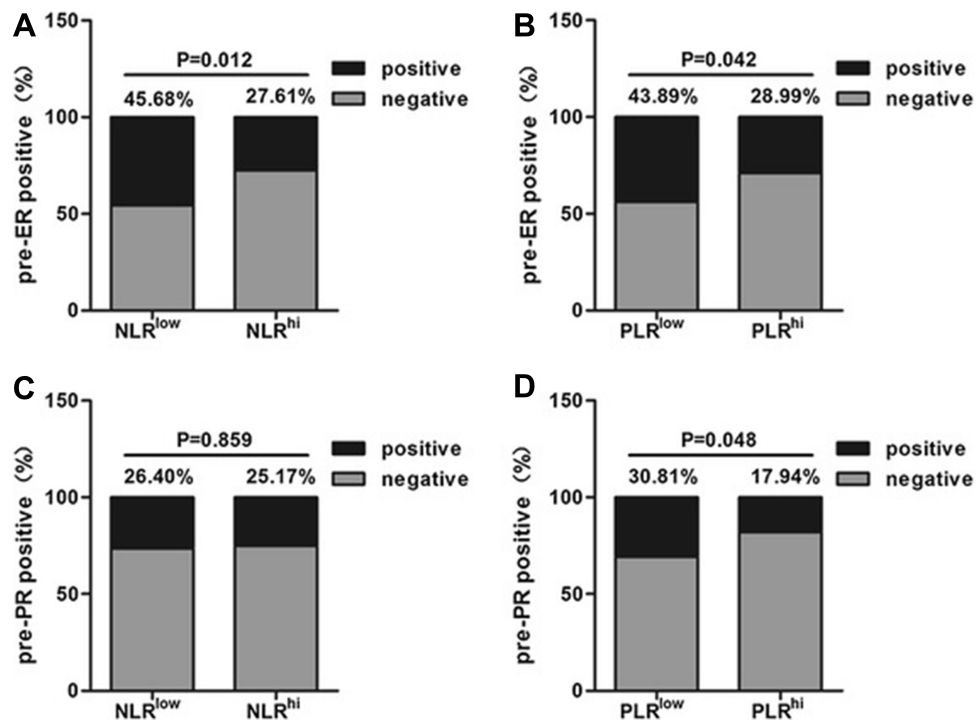 A
pre-ER positive (%)
150
100
50
0
P=0.012
45.68% 27.61%
positive
negative
NLRlow NLRhi
B
pre-ER positive (%)
150
100
50
0
P=0.042
43.89% 28.99%
positive
negative
PLRlow PLRhi
C
pre-PR positive (%)
150
100
50
0
P=0.859
26.40% 25.17%
positive
negative
NLRlow NLRhi
D
pre-PR positive (%)
150
100
50
0
P=0.048
30.81% 17.94%
positive
negative
PLRlow PLRhi